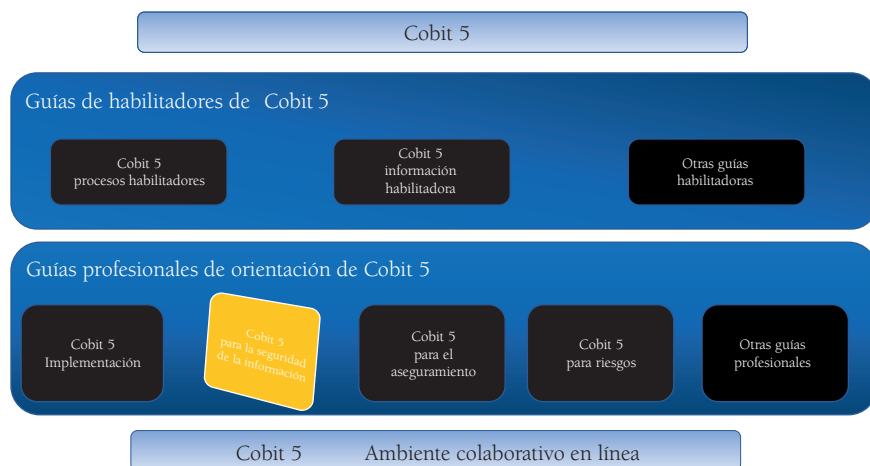 Cobit 5
Guías de habilitadores de Cobit 5
Cobit 5
procesos habilitadores
Cobit 5
información
habilitadora
Otras guías
habilitadoras
Guías profesionales de orientación de Cobit 5
Cobit 5
Implementación
Cobit 5
para la seguridad
de la información
Cobit 5
para el
aseguramiento
Cobit 5
para riesgos
Otras guías
profesionales
Cobit 5 Ambiente colaborativo en línea